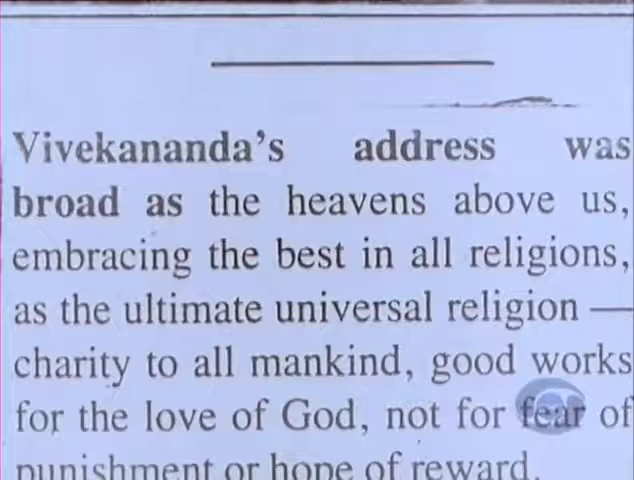 Vivekananda's address was
broad as the heavens above us,
embracing the best in all religions,
as the ultimate universal religion —
charity to all mankind, good works
for the love of God, not for fear of
punishment or hope of reward.